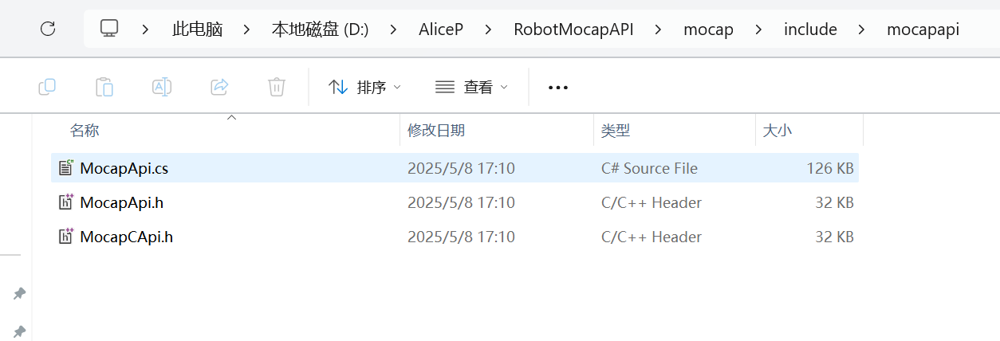 此电脑 > 本地磁盘 (D:) > AliceP > RobotMocapAPI > mocap > include > mocapapi
排序 查看 •••
名称 修改日期 类型 大小
MocapApi.cs 2025/5/8 17:10 C# Source File 126 KB
MocapApi.h 2025/5/8 17:10 C/C++ Header 32 KB
MocapCApi.h 2025/5/8 17:10 C/C++ Header 32 KB